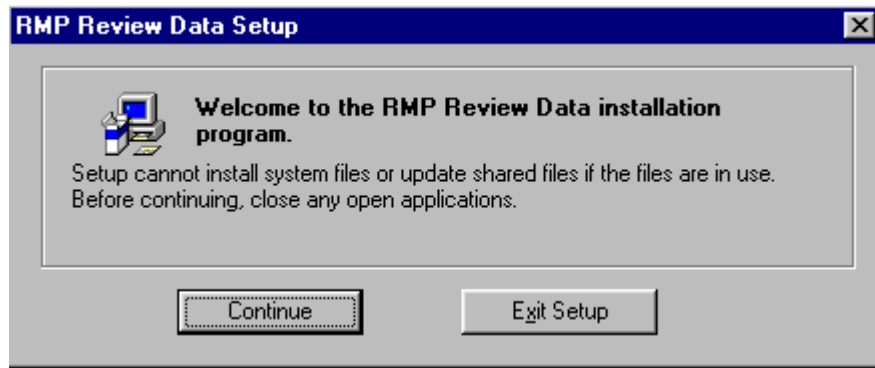 RMP Review Data Setup
Welcome to the RMP Review Data installation
program.
Setup cannot install system files or update shared files if the files are in use.
Before continuing, close any open applications.
Continue
Exit Setup